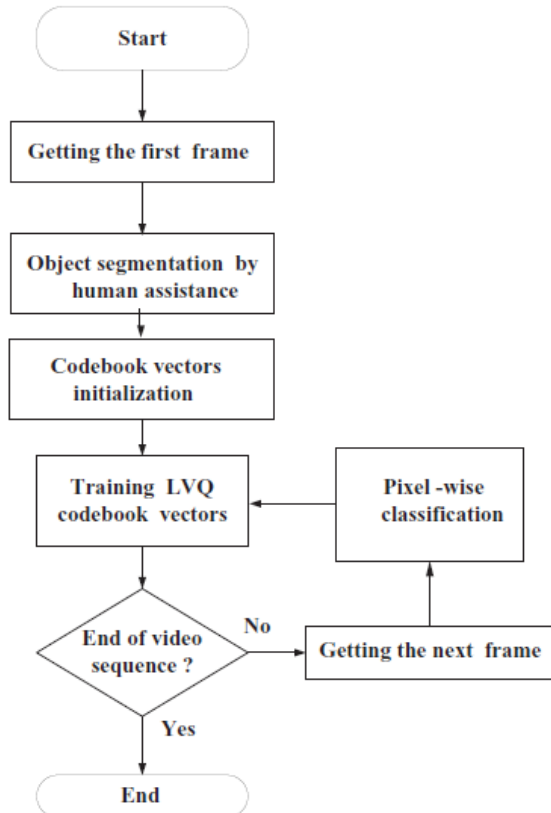 Start
Getting the first frame
Object segmentation by
human assistance
Codebook vectors
initialization
Training LVQ
codebook vectors
Pixel -wise
classification
End of video
sequence ?
No
Getting the next frame
Yes
End